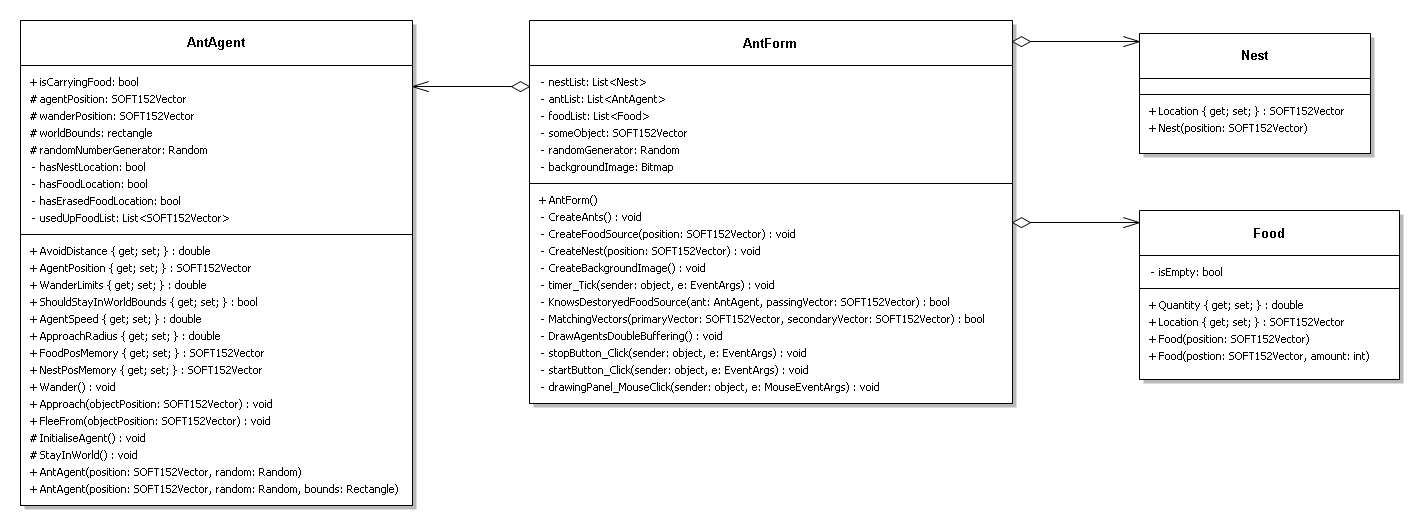 AntAgent
+ isCarryingFood: bool
# agentPosition: SOFT152Vector
# wanderPosition: SOFT152Vector
# worldBounds: rectangle
# randomNumberGenerator: Random
- hasNestLocation: bool
- hasFoodLocation: bool
- hasErasedFoodLocation: bool
- usedUpFoodList: List<SOFT152Vector>
+ AvoidDistance { get; set; } : double
+ AgentPosition { get; set; } : SOFT152Vector
+ WanderLimits { get; set; } : double
+ ShouldStayInWorldBounds { get; set; } : bool
+ AgentSpeed { get; set; } : double
+ ApproachRadius { get; set; } : double
+ FoodPosMemory { get; set; } : SOFT152Vector
+ NestPosMemory { get; set; } : SOFT152Vector
+ Wander() : void
+ Approach(objectPosition: SOFT152Vector) : void
+ FleeFrom(objectPosition: SOFT152Vector) : void
# InitialiseAgent() : void
# StayInWorld() : void
+ AntAgent(position: SOFT152Vector, random: Random)
+ AntAgent(position: SOFT152Vector, random: Random, bounds: Rectangle)
AntForm
- nestList: List<Nest>
- antList: List<AntAgent>
- foodList: List<Food>
- someObject: SOFT152Vector
- randomGenerator: Random
- backgroundImage: Bitmap
+ AntForm()
- CreateAnts() : void
- CreateFoodSource(position: SOFT152Vector) : void
- CreateNest(position: SOFT152Vector) : void
- CreateBackgroundImage() : void
- timer_Tick(sender: object, e: EventArgs) : void
- KnowsDestoryedFoodSource(ant: AntAgent, passingVector: SOFT152Vector) : bool
- MatchingVectors(primaryVector: SOFT152Vector, secondaryVector: SOFT152Vector) : bool
- DrawAgentsDoubleBuffering() : void
- stopButton_Click(sender: object, e: EventArgs) : void
- startButton_Click(sender: object, e: EventArgs) : void
- drawingPanel_MouseClick(sender: object, e: MouseEventArgs) : void
Nest
+ Location { get; set; } : SOFT152Vector
+ Nest(position: SOFT152Vector)
Food
- isEmpty: bool
+ Quantity { get; set; } : double
+ Location { get; set; } : SOFT152Vector
+ Food(position: SOFT152Vector)
+ Food(postion: SOFT152Vector, amount: int)